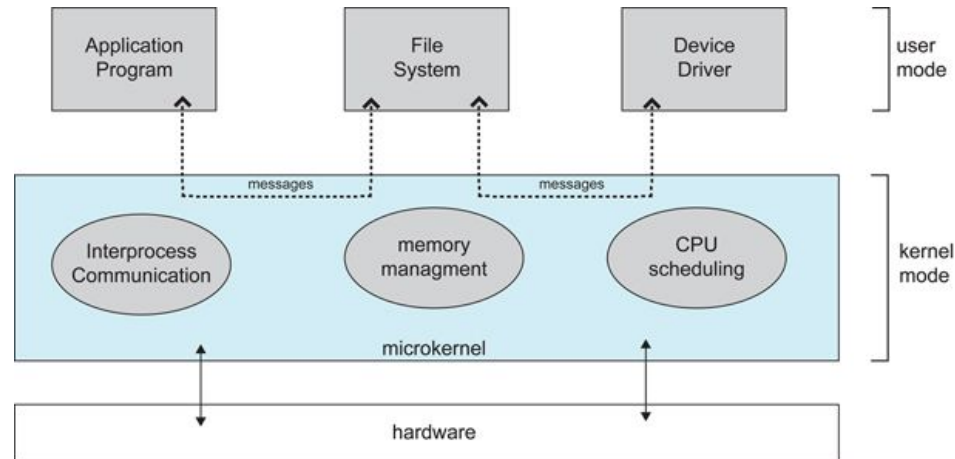 Application
Program
File
System
Device
Driver
user
mode
messages
messages
Interprocess
Communication
memory
managment
CPU
scheduling
kernel
mode
microkernel
hardware